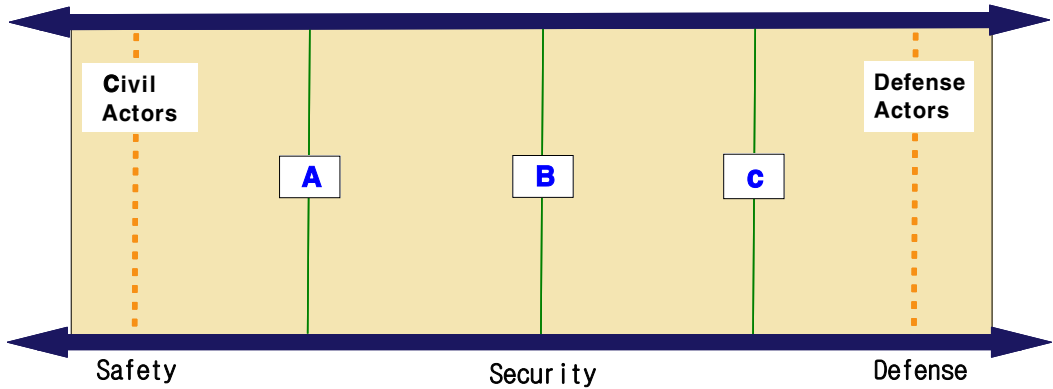 Civil
Actors
Defense
Actors
A
B
c
Safety
Security
Defense